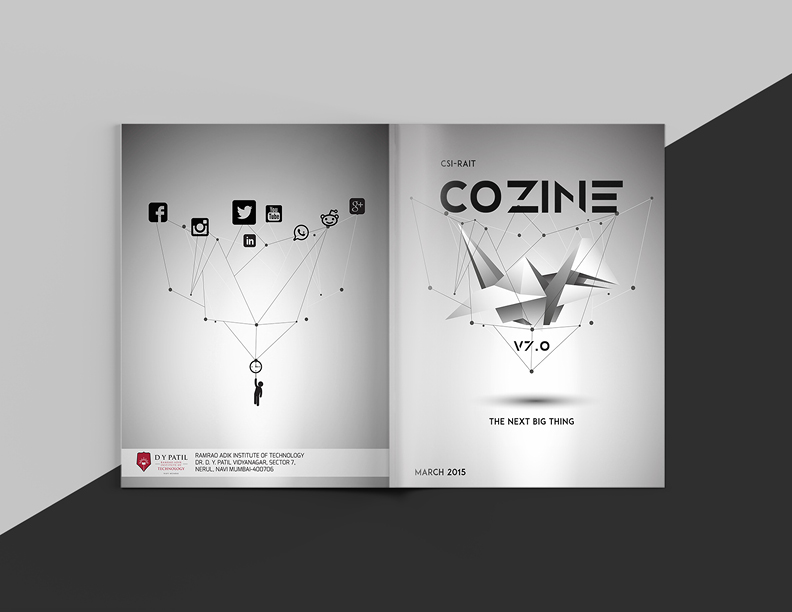 You
Tube
in
g+
D Y PATIL
TECHNOLOGY
RAMRAO ADIK INSTITUTE OF TECHNOLOGY
DR. D. Y. PATIL VIDYANAGAR, SECTOR 7,
NERUL, NAVI MUMBAI-400706
CSI-RAIT
COZINE
V7.0
THE NEXT BIG THING
MARCH 2015